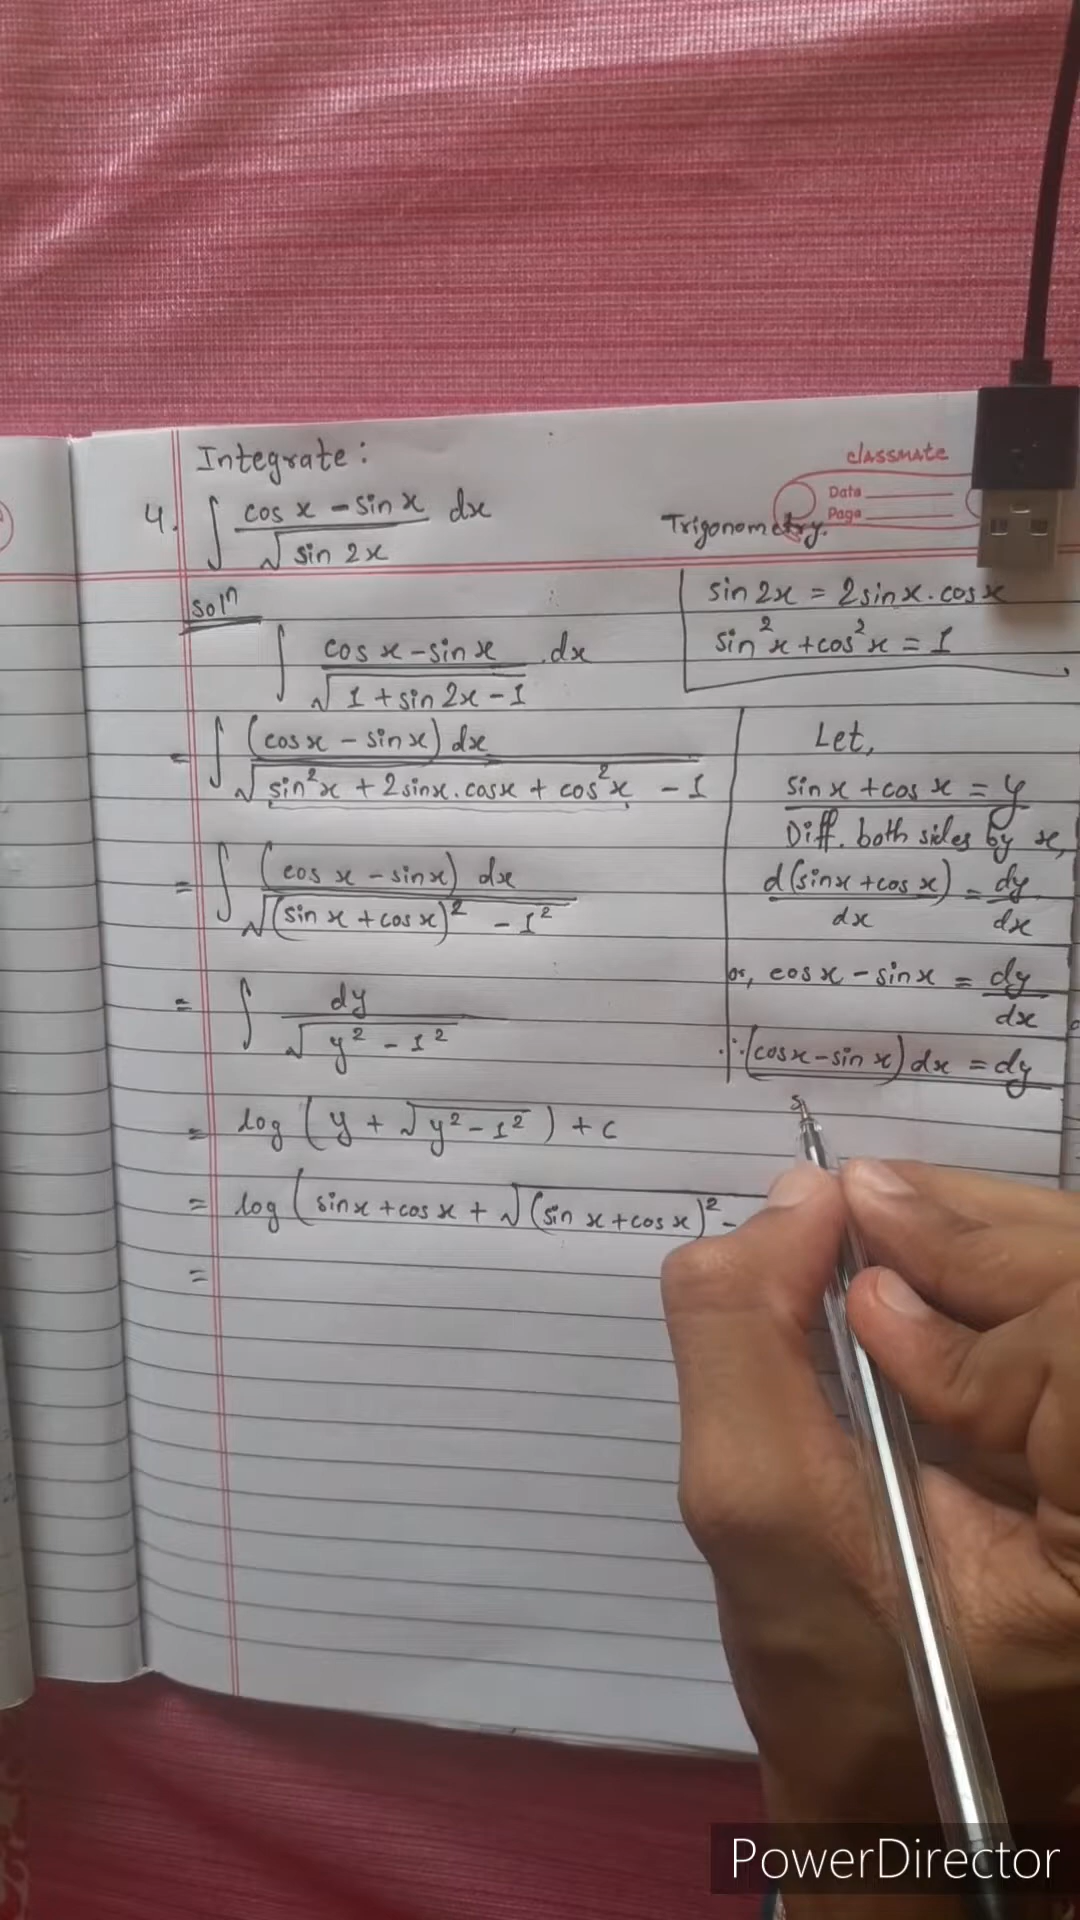 Integrate:
4. ∫ cos x - sin x / √sin 2x dx
classmate
Date
Page
Trigonometry.
Solⁿ
sin 2x = 2 sin x . cos x
sin²x + cos²x = 1
∫ cos x - sin x / √1 + sin 2x - 1 . dx
= ∫ (cos x - sin x) dx / √sin²x + 2 sin x . cos x + cos²x - 1
= ∫ (cos x - sin x) dx / √(sin x + cos x)² - 1²
= ∫ dy / √y² - 1²
= log (y + √y² - 1²) + c
= log (sin x + cos x + √(sin x + cos x)² -
=
Let,
sin x + cos x = y
Diff. both sides by x,
d(sin x + cos x) / dx = dy / dx
or, cos x - sin x = dy / dx
∴ (cos x - sin x) dx = dy
s
PowerDirector